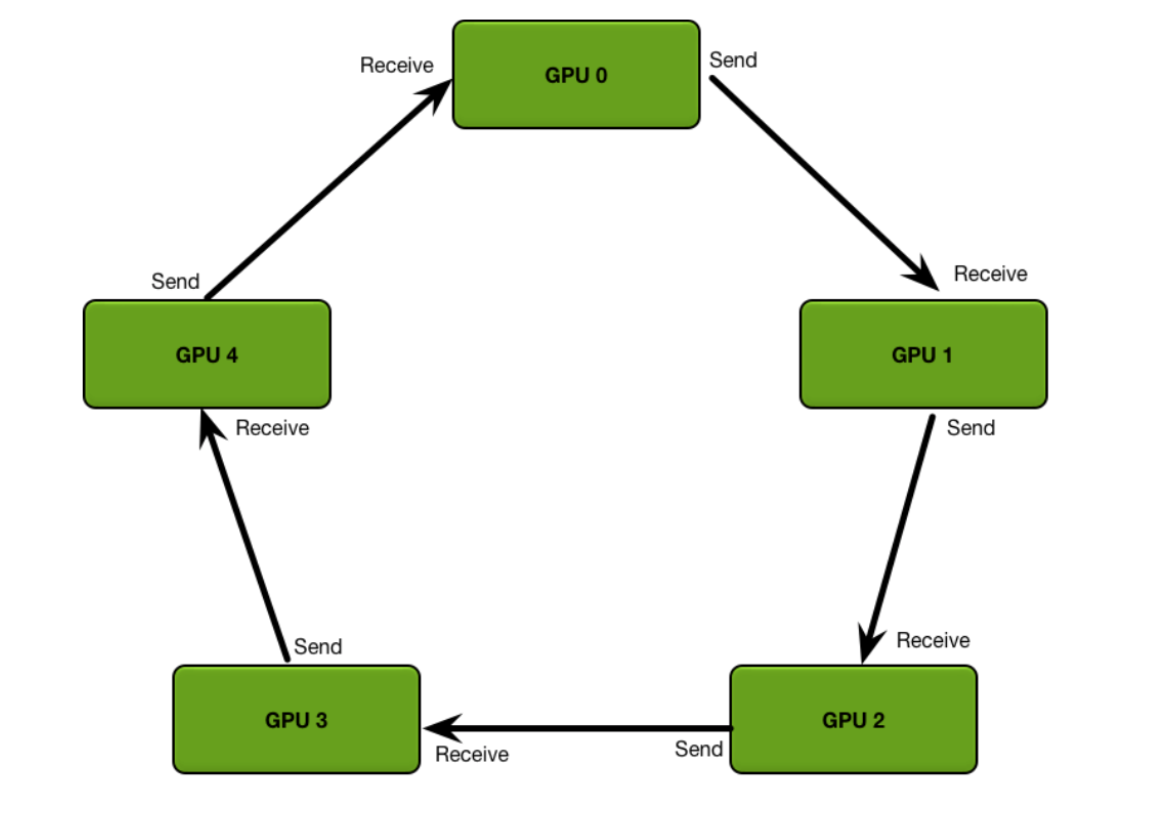 GPU 0
Receive
Send
Send
Receive
GPU 4
GPU 1
Receive
Send
Send
Receive
GPU 3
GPU 2
Receive
Send